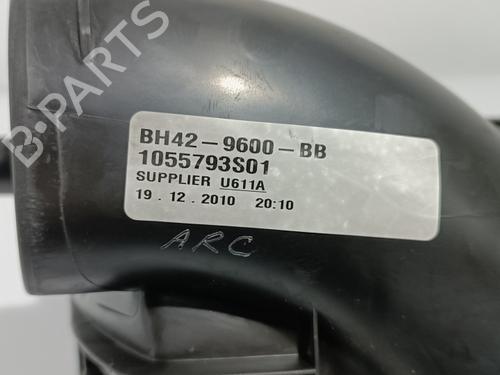 B-PARTS
BH42-9600-BB
1055793S01
SUPPLIER U611A
19.12.2010 20:10
ARC